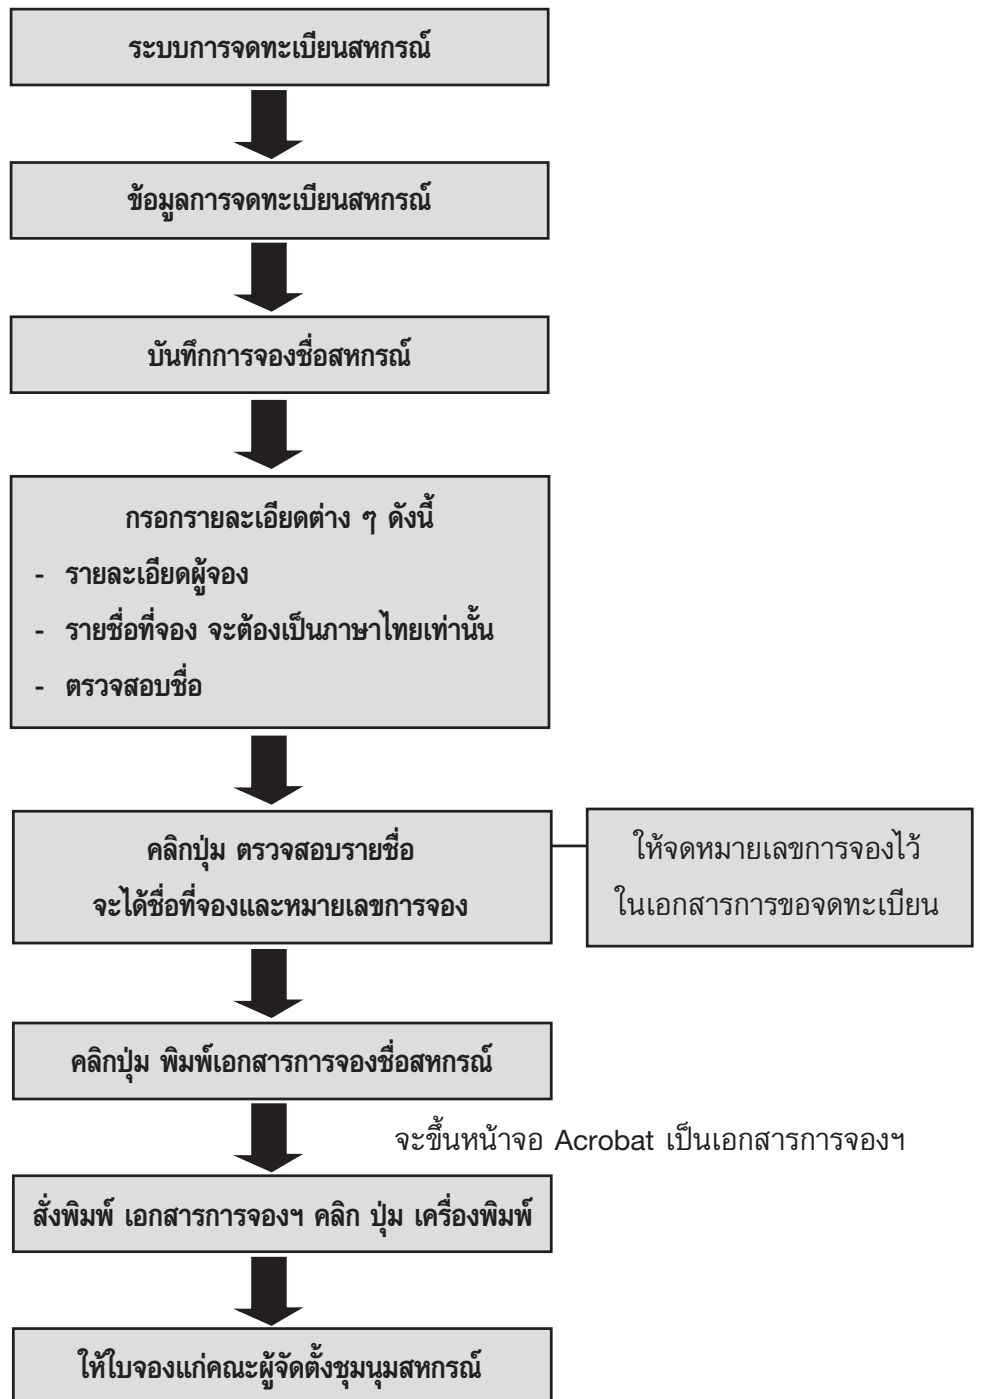 ระบบการจดทะเบียนสหกรณ์
ข้อมูลการจดทะเบียนสหกรณ์
บันทึกการจองชื่อสหกรณ์
กรอกรายละเอียดต่าง ๆ ดังนี้
- รายละเอียดผู้จอง
- รายชื่อที่จอง จะต้องเป็นภาษาไทยเท่านั้น
- ตรวจสอบชื่อ
คลิกปุ่ม ตรวจสอบรายชื่อ
จะได้ชื่อที่จองและหมายเลขการจอง
ให้จดหมายเลขการจองไว้
ในเอกสารการขอจดทะเบียน
คลิกปุ่ม พิมพ์เอกสารการจองชื่อสหกรณ์
จะขึ้นหน้าจอ Acrobat เป็นเอกสารการจองฯ
สั่งพิมพ์ เอกสารการจองฯ คลิก ปุ่ม เครื่องพิมพ์
ให้ใบจองแก่คณะผู้จัดตั้งชุมนุมสหกรณ์